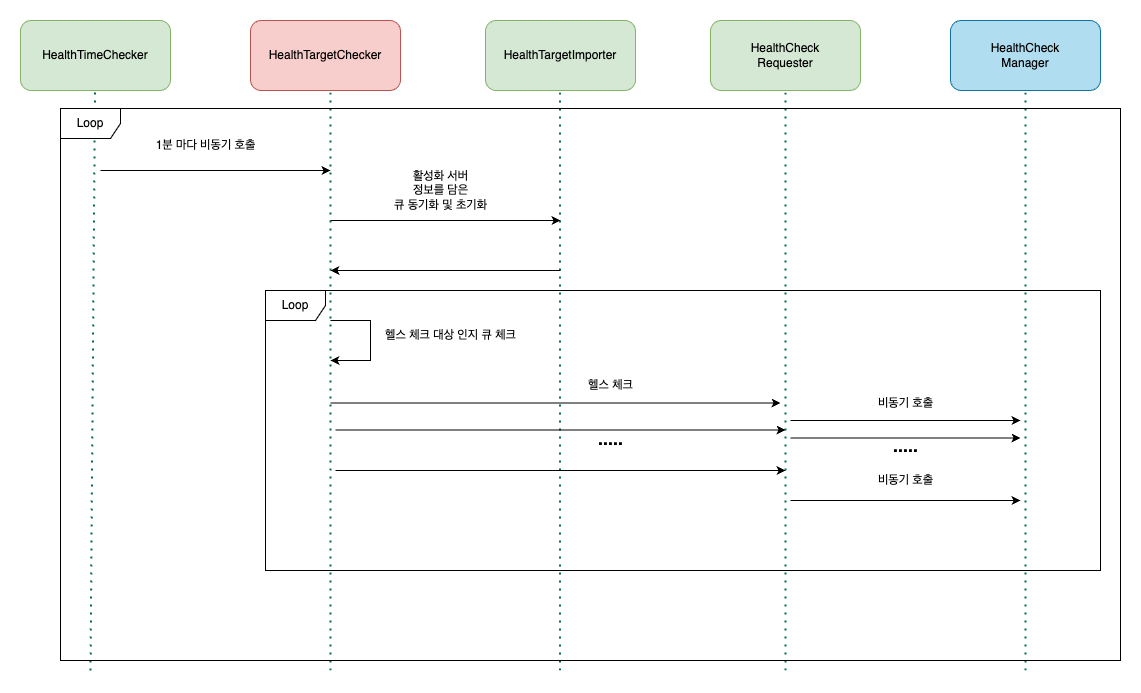 HealthTimeChecker
HealthTargetChecker
HealthTargetImporter
HealthCheck
Requester
HealthCheck
Manager
Loop
1분 마다 비동기 호출
활성화 서버
정보를 담은
큐 동기화 및 초기화
Loop
헬스 체크 대상 인지 큐 체크
헬스 체크
비동기 호출
.....
.....
비동기 호출